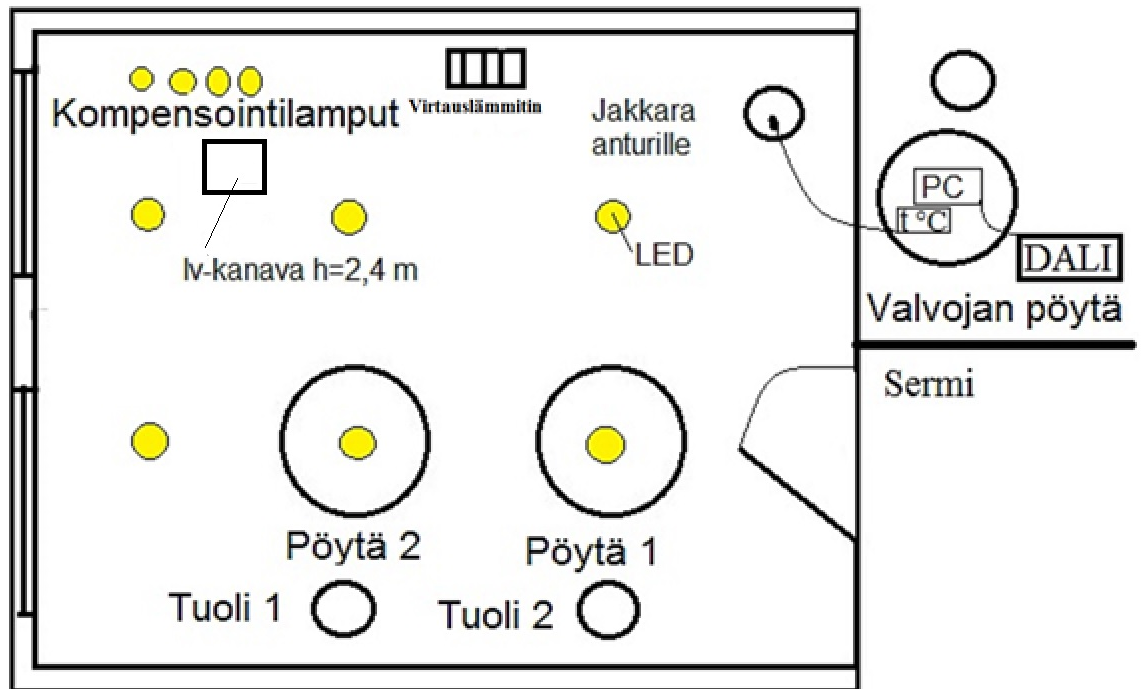 Kompensointilamput
Virtauslämmitin
Jakkara
anturille
PC
t °C
lv-kanava h=2,4 m
LED
DALI
Valvojan pöytä
Sermi
Pöytä 2
Pöytä 1
Tuoli 1
Tuoli 2